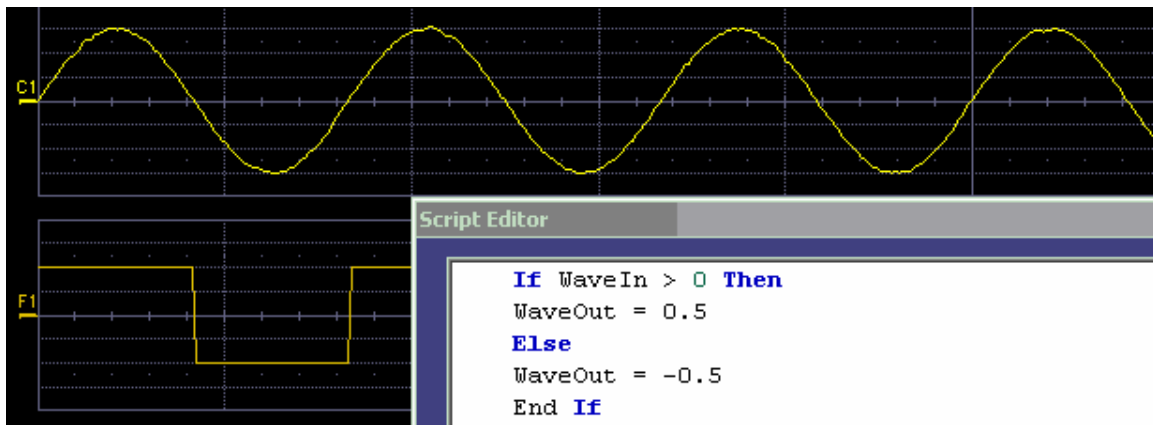 C1
F1
Script Editor
If WaveIn > 0 Then
WaveOut = 0.5
Else
WaveOut = -0.5
End If